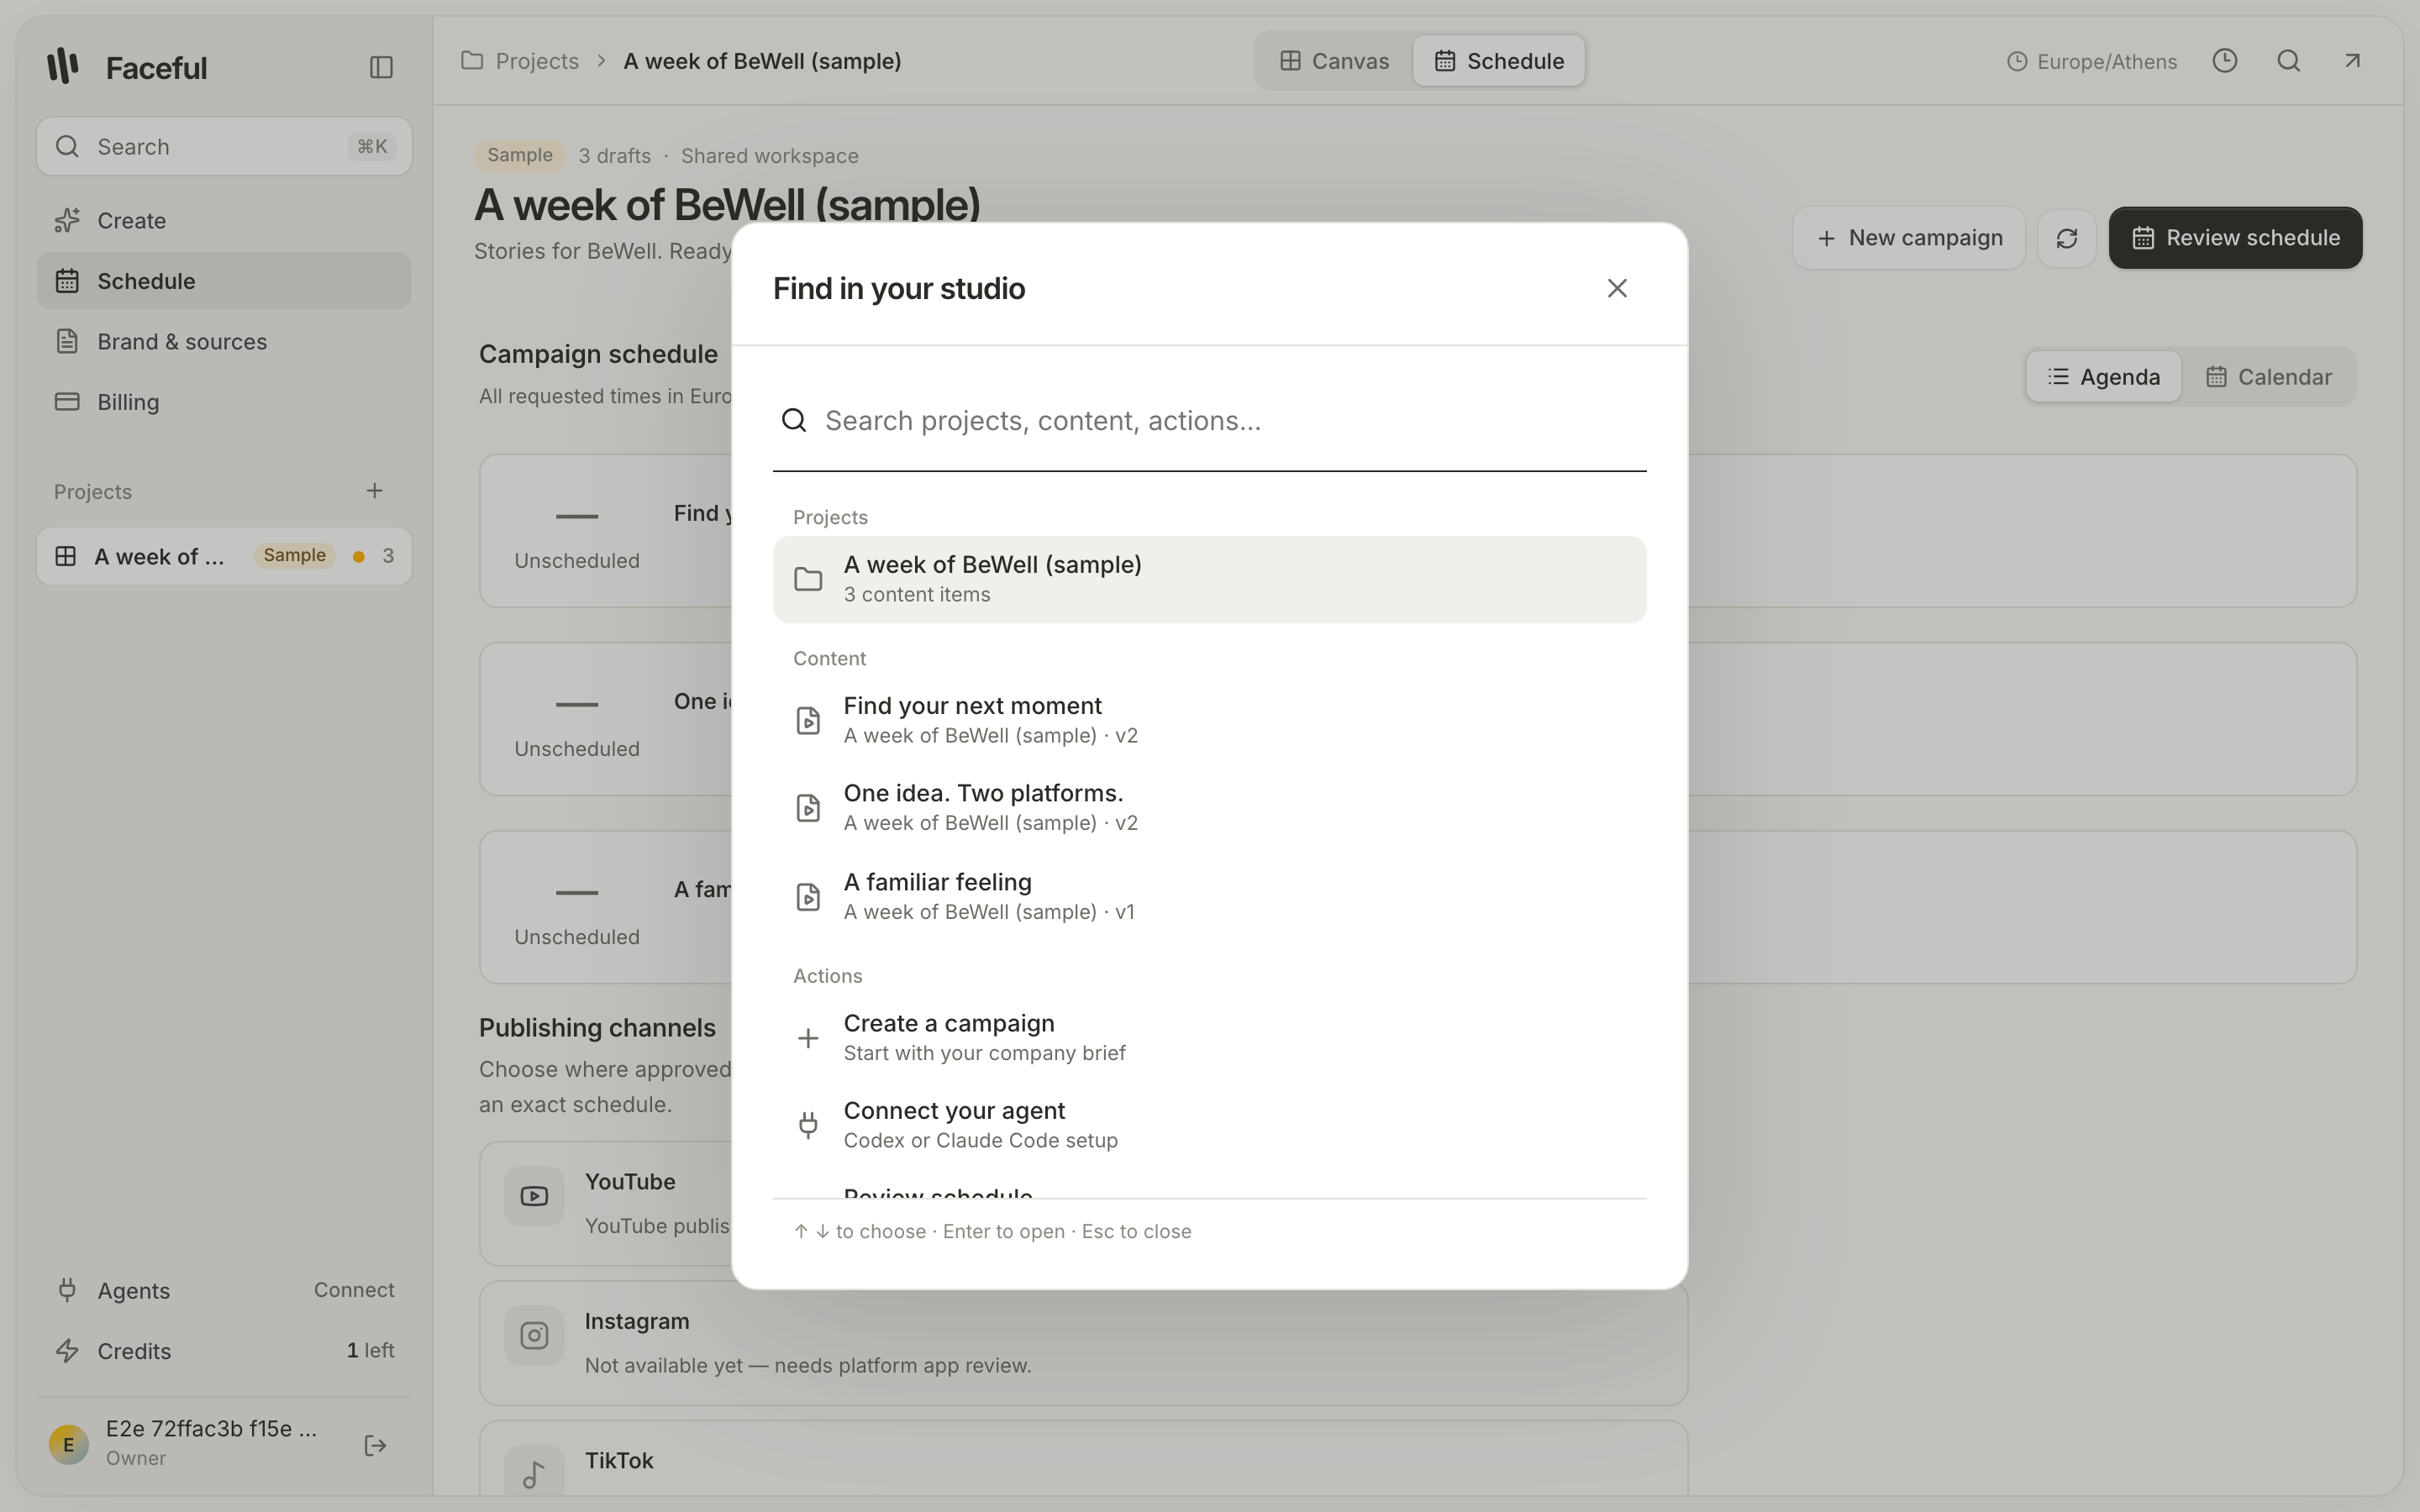 Faceful
Search
⌘K
Create
Schedule
Brand & sources
Billing
Projects
A week of ...
Sample
3
Agents
Connect
Credits
1 left
E
E2e 72ffac3b f15e ...
Owner
Projects
A week of BeWell (sample)
Canvas
Schedule
Europe/Athens
Sample
3 drafts · Shared workspace
A week of BeWell (sample)
Stories for BeWell. Ready
New campaign
Review schedule
Campaign schedule
All requested times in Euro
Agenda
Calendar
Unscheduled
Find y
Unscheduled
One i
Unscheduled
A fam
Publishing channels
Choose where approved
an exact schedule.
YouTube
YouTube publis
Instagram
Not available yet — needs platform app review.
TikTok
Find in your studio
Search projects, content, actions...
Projects
A week of BeWell (sample)
3 content items
Content
Find your next moment
A week of BeWell (sample) · v2
One idea. Two platforms.
A week of BeWell (sample) · v2
A familiar feeling
A week of BeWell (sample) · v1
Actions
Create a campaign
Start with your company brief
Connect your agent
Codex or Claude Code setup
Review schedule
↑ ↓ to choose · Enter to open · Esc to close